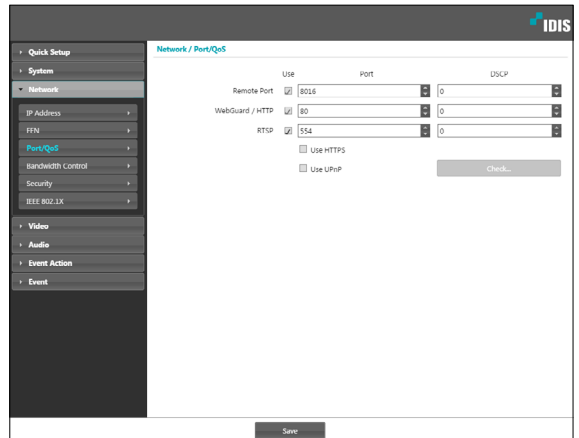 IDIS
Quick Setup
System
Network
IP Address
FEN
Port/QoS
Bandwidth Control
Security
IEEE 802.1X
Video
Audio
Event Action
Event
Network / Port/QoS
Use Port DSCP
Remote Port 8016 0
WebGuard / HTTP 80 0
RTSP 554 0
Use HTTPS
Use UPnP Check...
Save